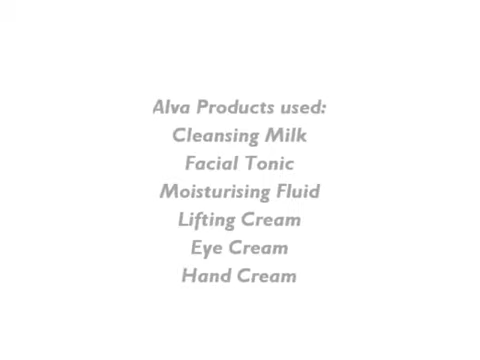 Alva Products used:
Cleansing Milk
Facial Tonic
Moisturising Fluid
Lifting Cream
Eye Cream
Hand Cream